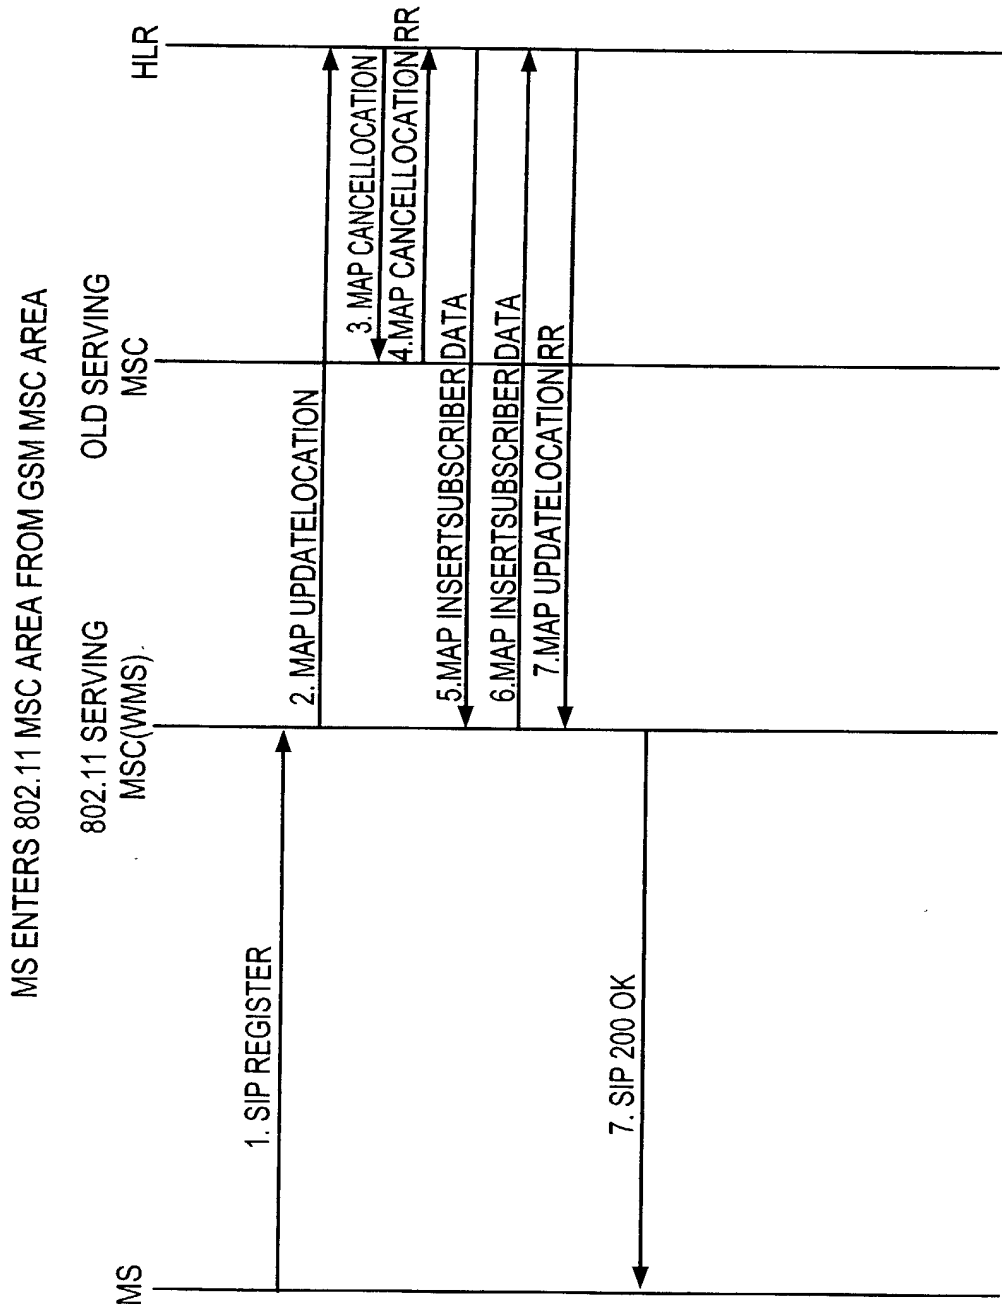 MS ENTERS 802.11 MSC AREA FROM GSM MSC AREA
MS
802.11 SERVING
MSC(WMS)
OLD SERVING
MSC
HLR
1. SIP REGISTER
2. MAP UPDATELOCATION
3. MAP CANCELLOCATION
4.MAP CANCELLOCATION RR
5.MAP INSERTSUBSCRIBER DATA
6.MAP INSERTSUBSCRIBER DATA
7.MAP UPDATELOCATION RR
7. SIP 200 OK